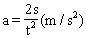 a = 2s/t² (m / s²)